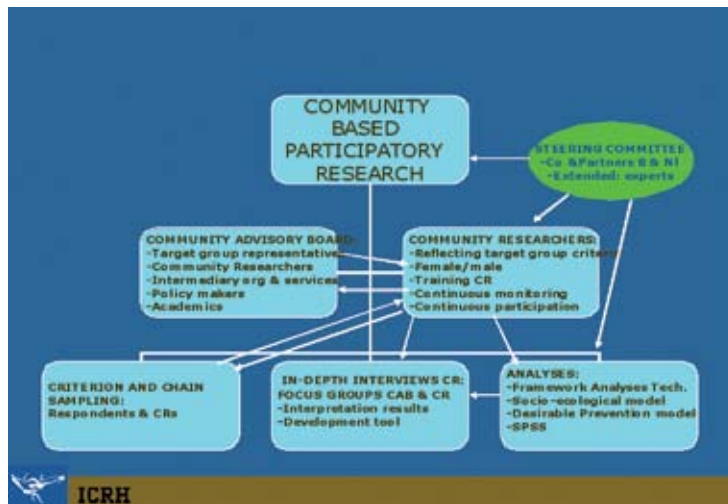 COMMUNITY
BASED
PARTICIPATORY
RESEARCH
STEERING COMMITTEE
-Co &Partners B & Nl
-Extended: experts
COMMUNITY ADVISORY BOARD:
-Target group representative
-Community Researchers
-Intermediary org & services
-Policy makers
-Academics
COMMUNITY RESEARCHERS:
-Reflecting target group criteria
-Female/male
-Training CR
-Continuous monitoring
-Continuous participation
CRITERION AND CHAIN
SAMPLING:
Respondents & CRs
IN-DEPTH INTERVIEWS CR:
FOCUS GROUPS CAB & CR
-Interpretation results
-Development tool
ANALYSES:
-Framework Analyses Tech.
-Socio-ecological model
-Desirable Prevention model
-SPSS
ICRH